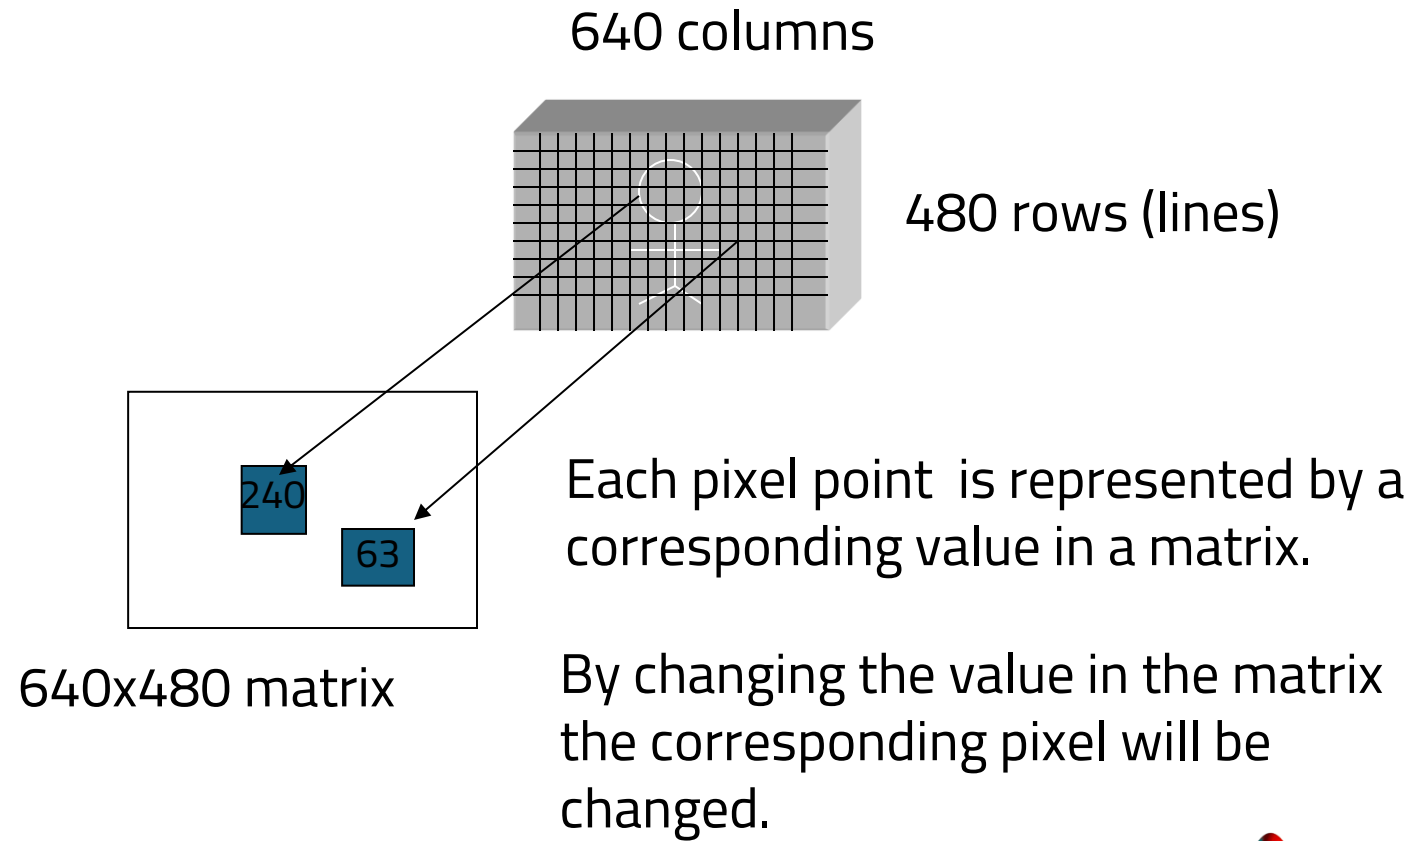 640 columns
480 rows (lines)
240
63
Each pixel point  is represented by a
corresponding value in a matrix.
640x480 matrix
By changing the value in the matrix
the corresponding pixel will be
changed.